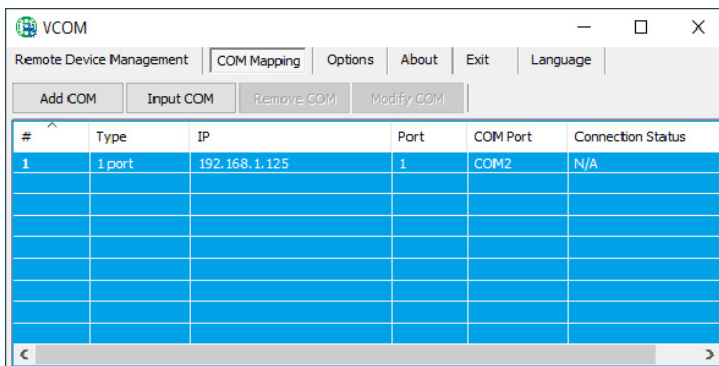 VCOM
Remote Device Management COM Mapping Options About Exit Language
Add COM Input COM Remove COM Modify COM
# Type IP Port COM Port Connection Status
1 1 port 192.168.1.125 1 COM2 N/A